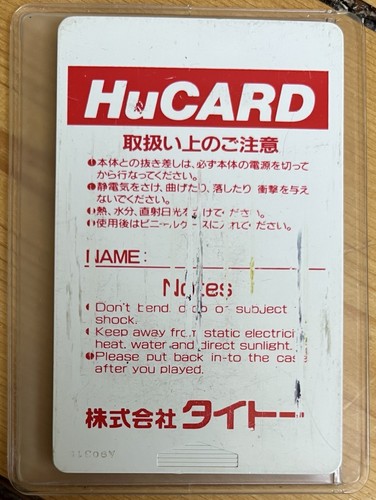 HuCARD
取扱い上のご注意
●本体との抜き差しは、必ず本体の電源を切って
から行なってください。
●静電気をさけ、曲げたり、落したり 衝撃を与え
ないでください。
●熱、水分、直射日光をさけてください。
●使用後はビニールケースに入れてください。
NAME:
Notes
●Don't bend, drop or subject
shock.
●Keep away from static electrici
heat, water and direct sunlight.
●Please put back in-to the case
after you played.
株式会社 タイトー